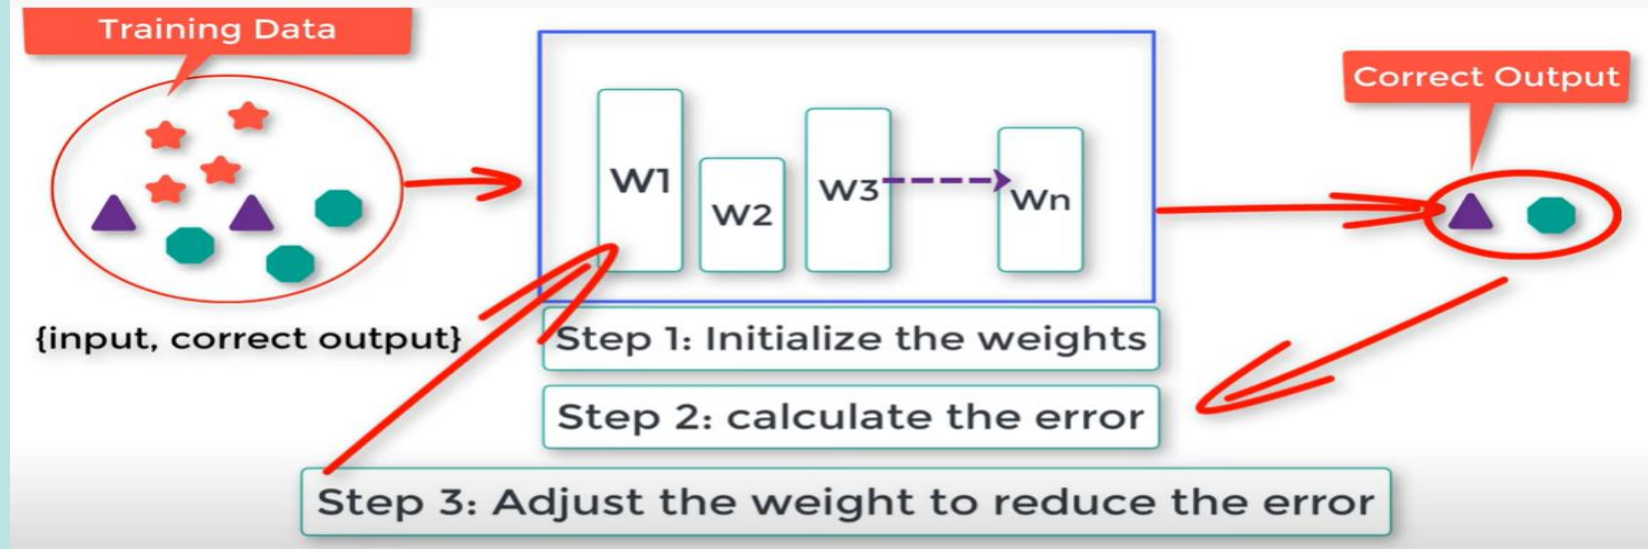 Training Data
Correct Output
W1
W2
W3
Wn
{input, correct output}
Step 1: Initialize the weights
Step 2: calculate the error
Step 3: Adjust the weight to reduce the error